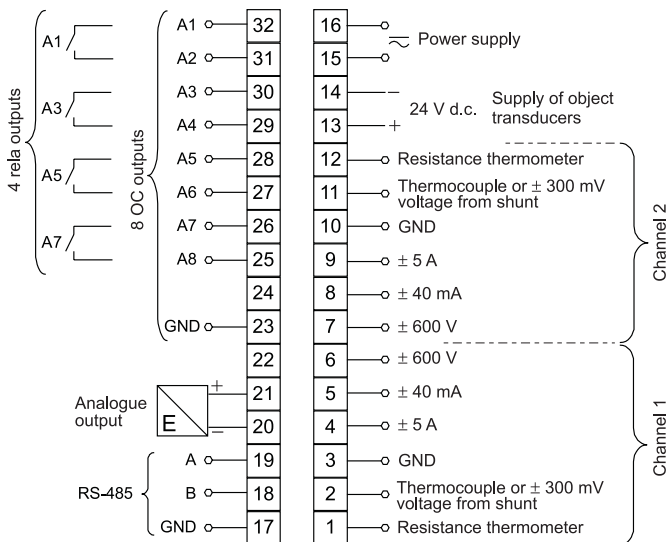 A1 32 16
A1 A2 31 15 Power supply
A3 30 14 −
A3 24 V d.c. Supply of object transducers
A4 29 13 +
A5 28 12 Resistance thermometer
A5 A6 27 11 Thermocouple or ± 300 mV
voltage from shunt
A7 26 10 GND
A7 A8 25 9 ± 5 A
24 8 ± 40 mA
GND 23 7 ± 600 V
4 rela outputs
8 OC outputs
Channel 2
22 6 ± 600 V
Analogue output E + 21 5 ± 40 mA
− 20 4 ± 5 A
A 19 3 GND
RS-485 B 18 2 Thermocouple or ± 300 mV
voltage from shunt
GND 17 1 Resistance thermometer
Channel 1